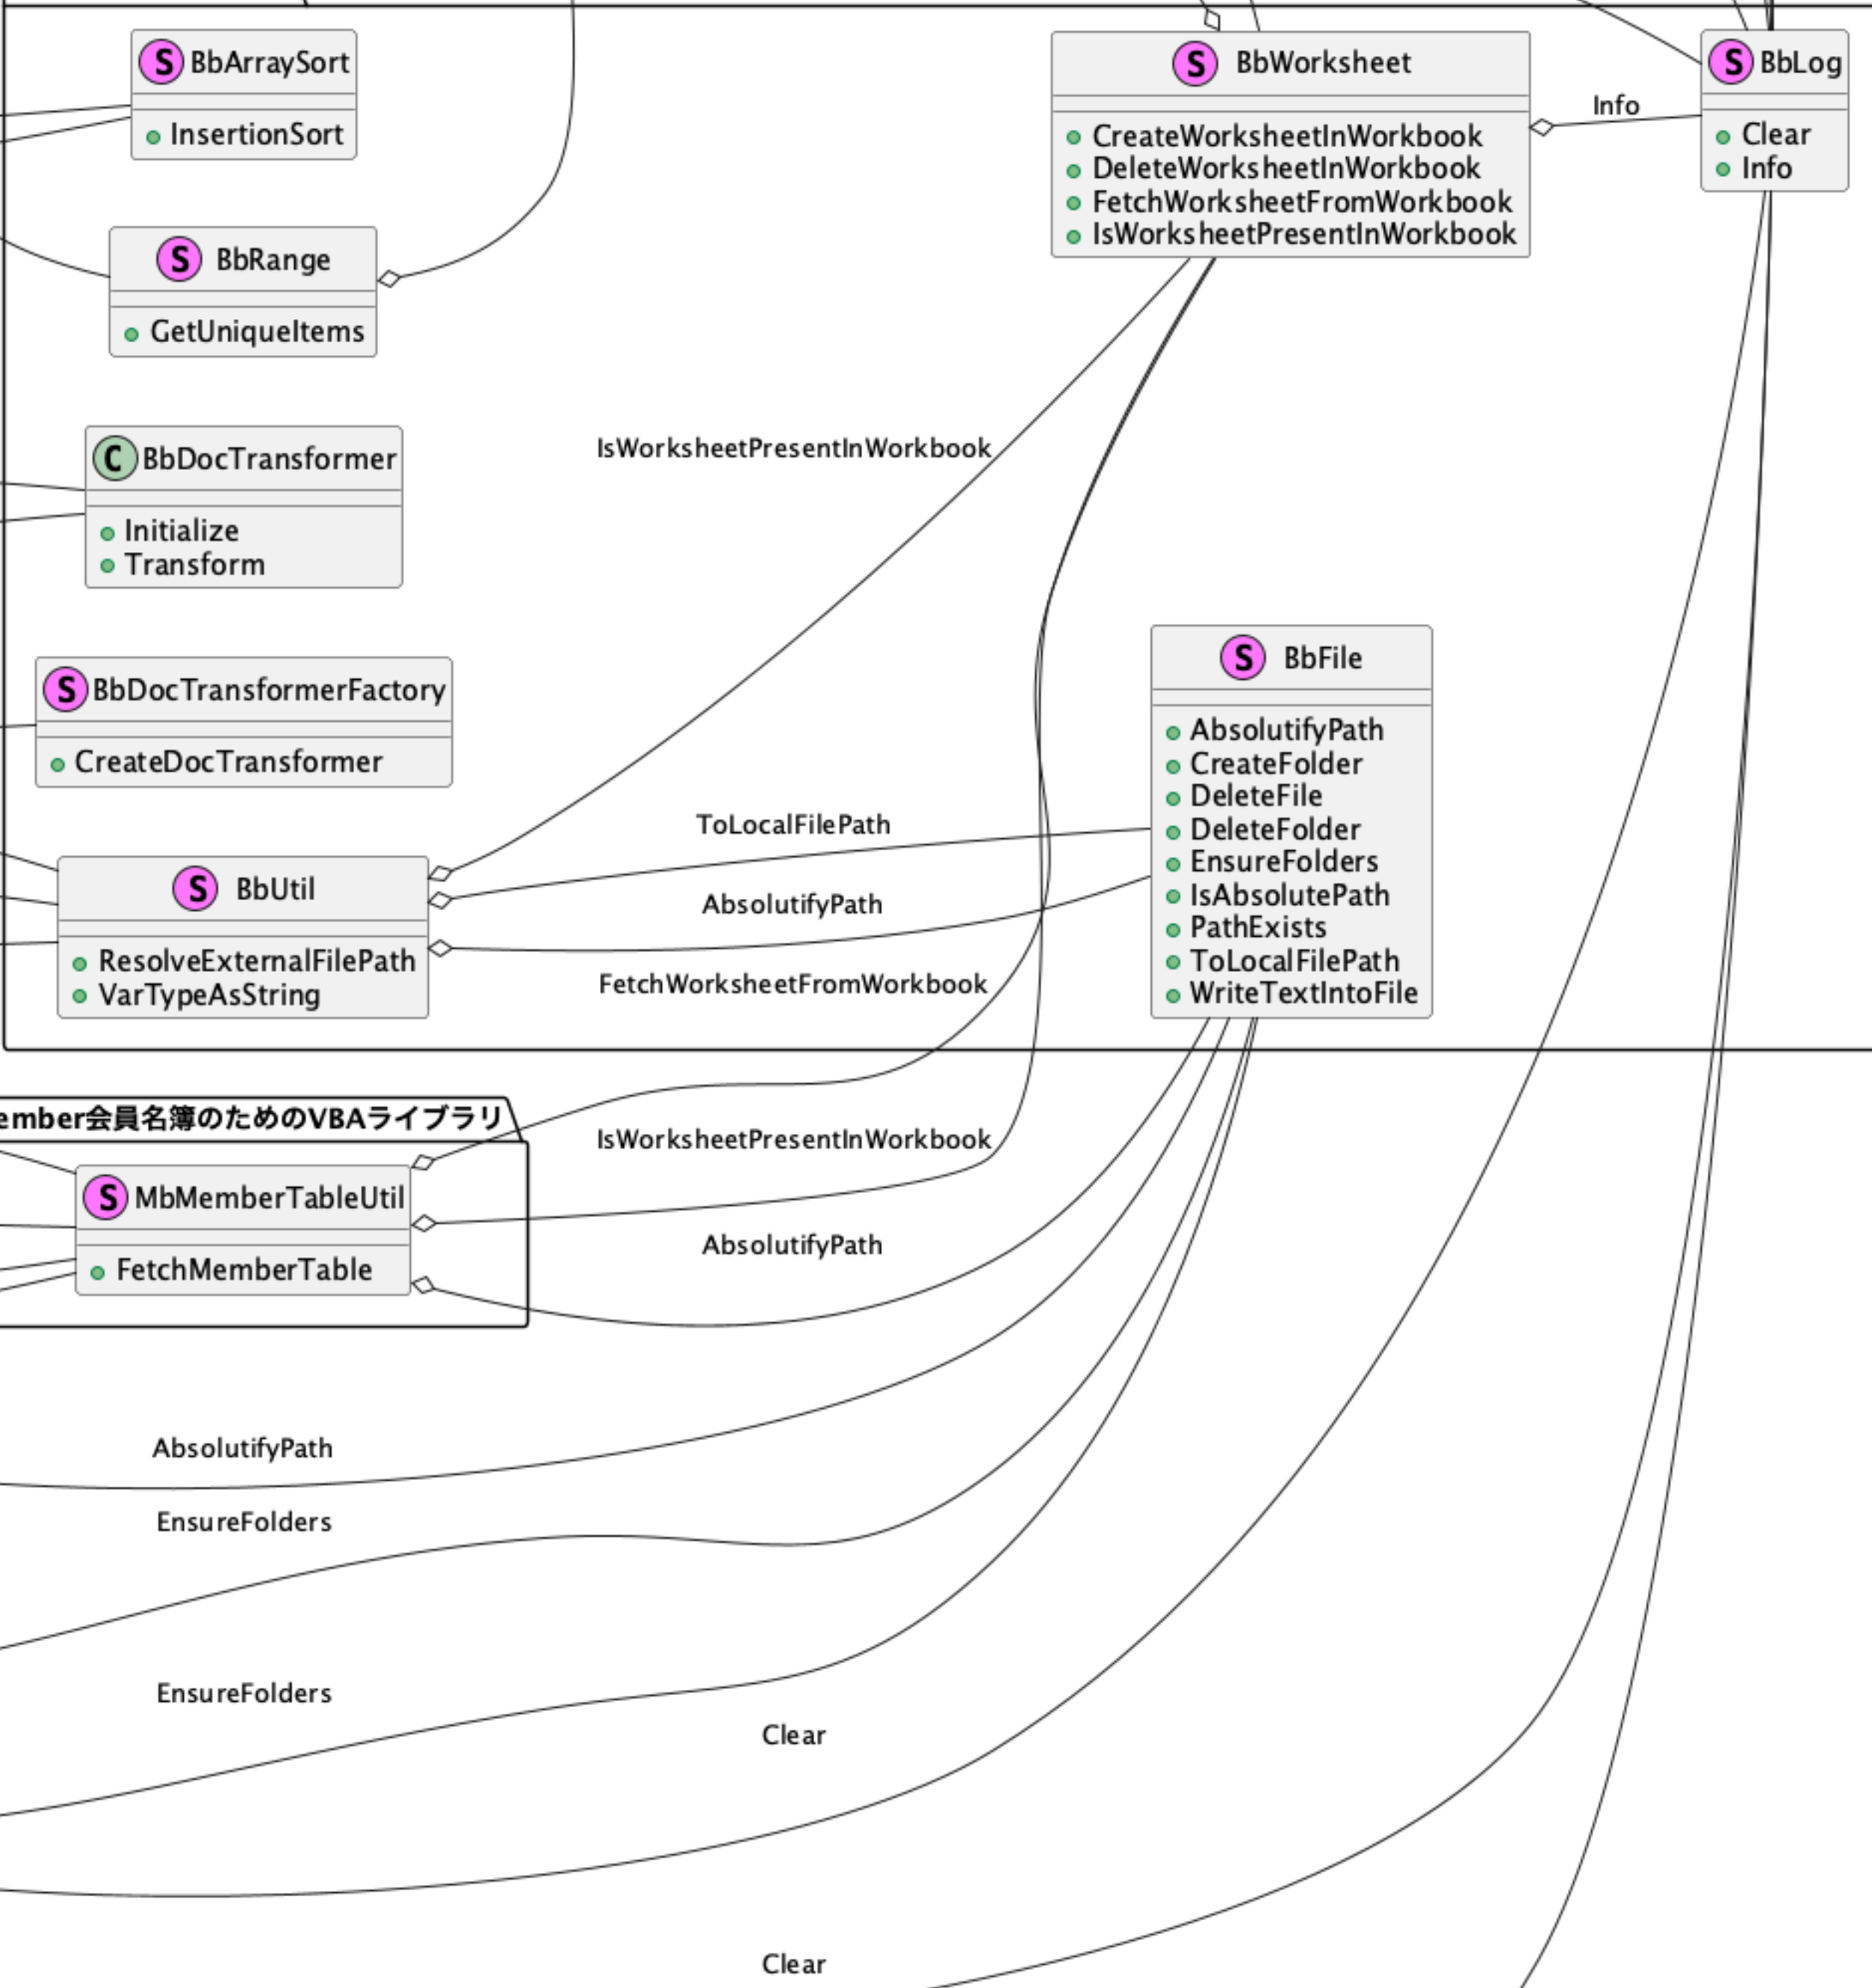 S BbArraySort
InsertionSort
S BbRange
GetUniqueItems
C BbDocTransformer
Initialize
Transform
S BbDocTransformerFactory
CreateDocTransformer
S BbUtil
ResolveExternalFilePath
VarTypeAsString
S BbWorksheet
CreateWorksheetInWorkbook
DeleteWorksheetInWorkbook
FetchWorksheetFromWorkbook
IsWorksheetPresentInWorkbook
Info
S BbLog
Clear
Info
IsWorksheetPresentInWorkbook
S BbFile
AbsolutifyPath
CreateFolder
DeleteFile
DeleteFolder
EnsureFolders
IsAbsolutePath
PathExists
ToLocalFilePath
WriteTextIntoFile
ToLocalFilePath
AbsolutifyPath
FetchWorksheetFromWorkbook
ember会員名簿のためのVBAライブラリ
S MbMemberTableUtil
FetchMemberTable
IsWorksheetPresentInWorkbook
AbsolutifyPath
AbsolutifyPath
EnsureFolders
EnsureFolders
Clear
Clear